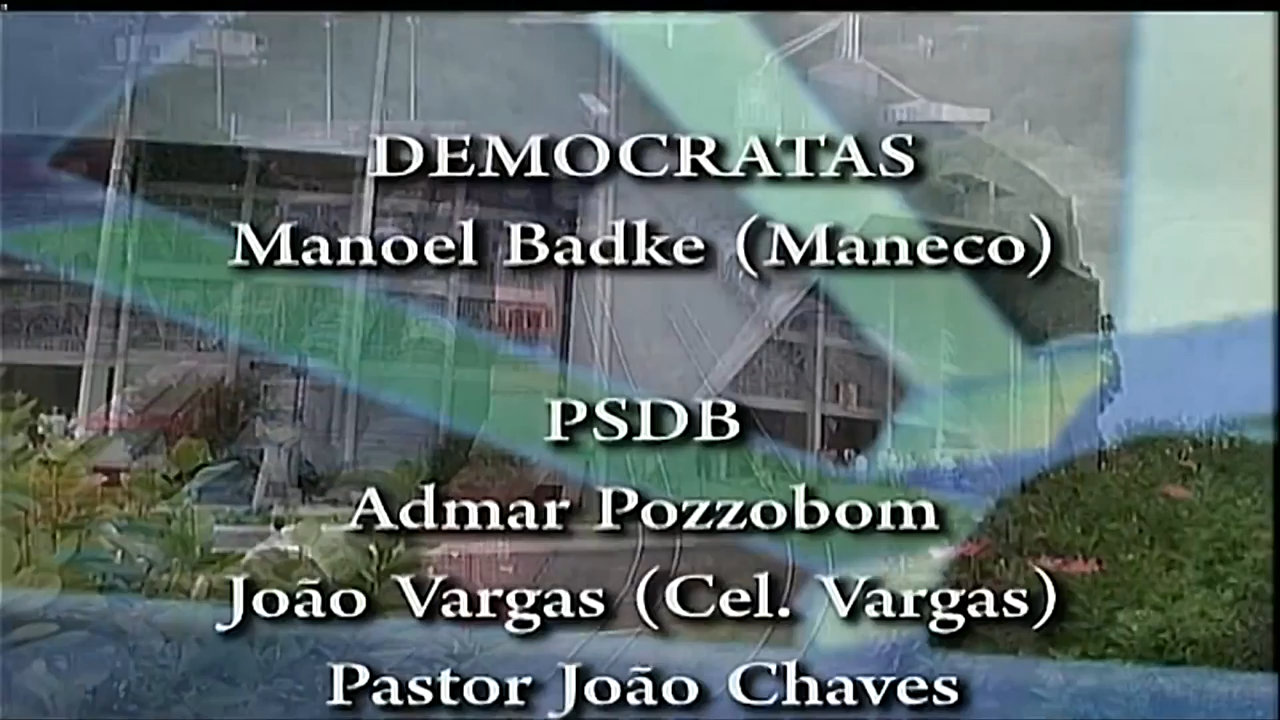 DEMOCRATAS
Manoel Badke (Maneco)
PSDB
Admar Pozzobom
João Vargas (Cel. Vargas)
Pastor João Chaves